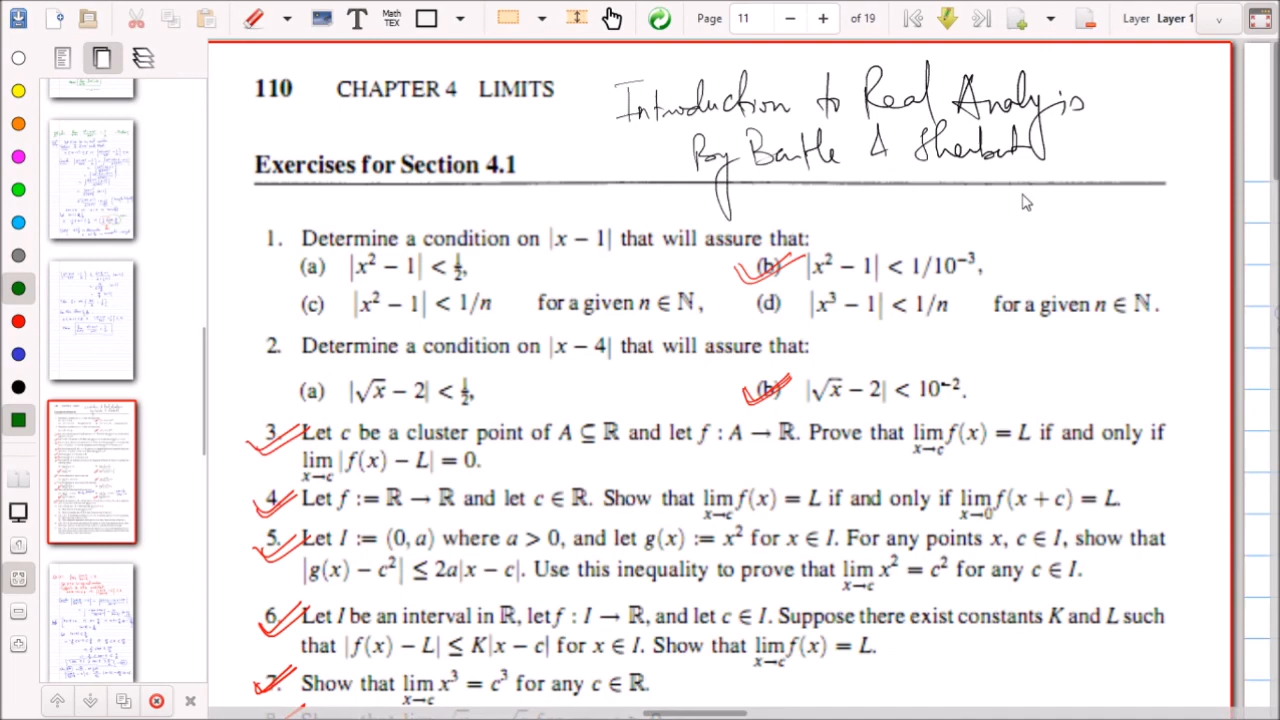 Math
TEX
Page 11 of 19
Layer Layer 1
110 CHAPTER 4 LIMITS
Introduction to Real Analysis
By Bartle & Sherbert
Exercises for Section 4.1
1. Determine a condition on |x − 1| that will assure that:
(a) |x² − 1| < ½, (b) |x² − 1| < 1/10⁻³,
(c) |x² − 1| < 1/n for a given n ∈ ℕ, (d) |x³ − 1| < 1/n for a given n ∈ ℕ.
2. Determine a condition on |x − 4| that will assure that:
(a) |√x − 2| < ½, (b) |√x − 2| < 10⁻².
3. Let c be a cluster point of A ⊆ ℝ and let f : A → ℝ. Prove that lim x→c f(x) = L if and only if
lim x→c |f(x) − L| = 0.
4. Let f := ℝ → ℝ and let c ∈ ℝ. Show that lim x→c f(x) = L if and only if lim x→0 f(x + c) = L.
5. Let I := (0, a) where a > 0, and let g(x) := x² for x ∈ I. For any points x, c ∈ I, show that
|g(x) − c²| ≤ 2a|x − c|. Use this inequality to prove that lim x→c x² = c² for any c ∈ I.
6. Let I be an interval in ℝ, let f : I → ℝ, and let c ∈ I. Suppose there exist constants K and L such
that |f(x) − L| ≤ K|x − c| for x ∈ I. Show that lim x→c f(x) = L.
7. Show that lim x→c x³ = c³ for any c ∈ ℝ.